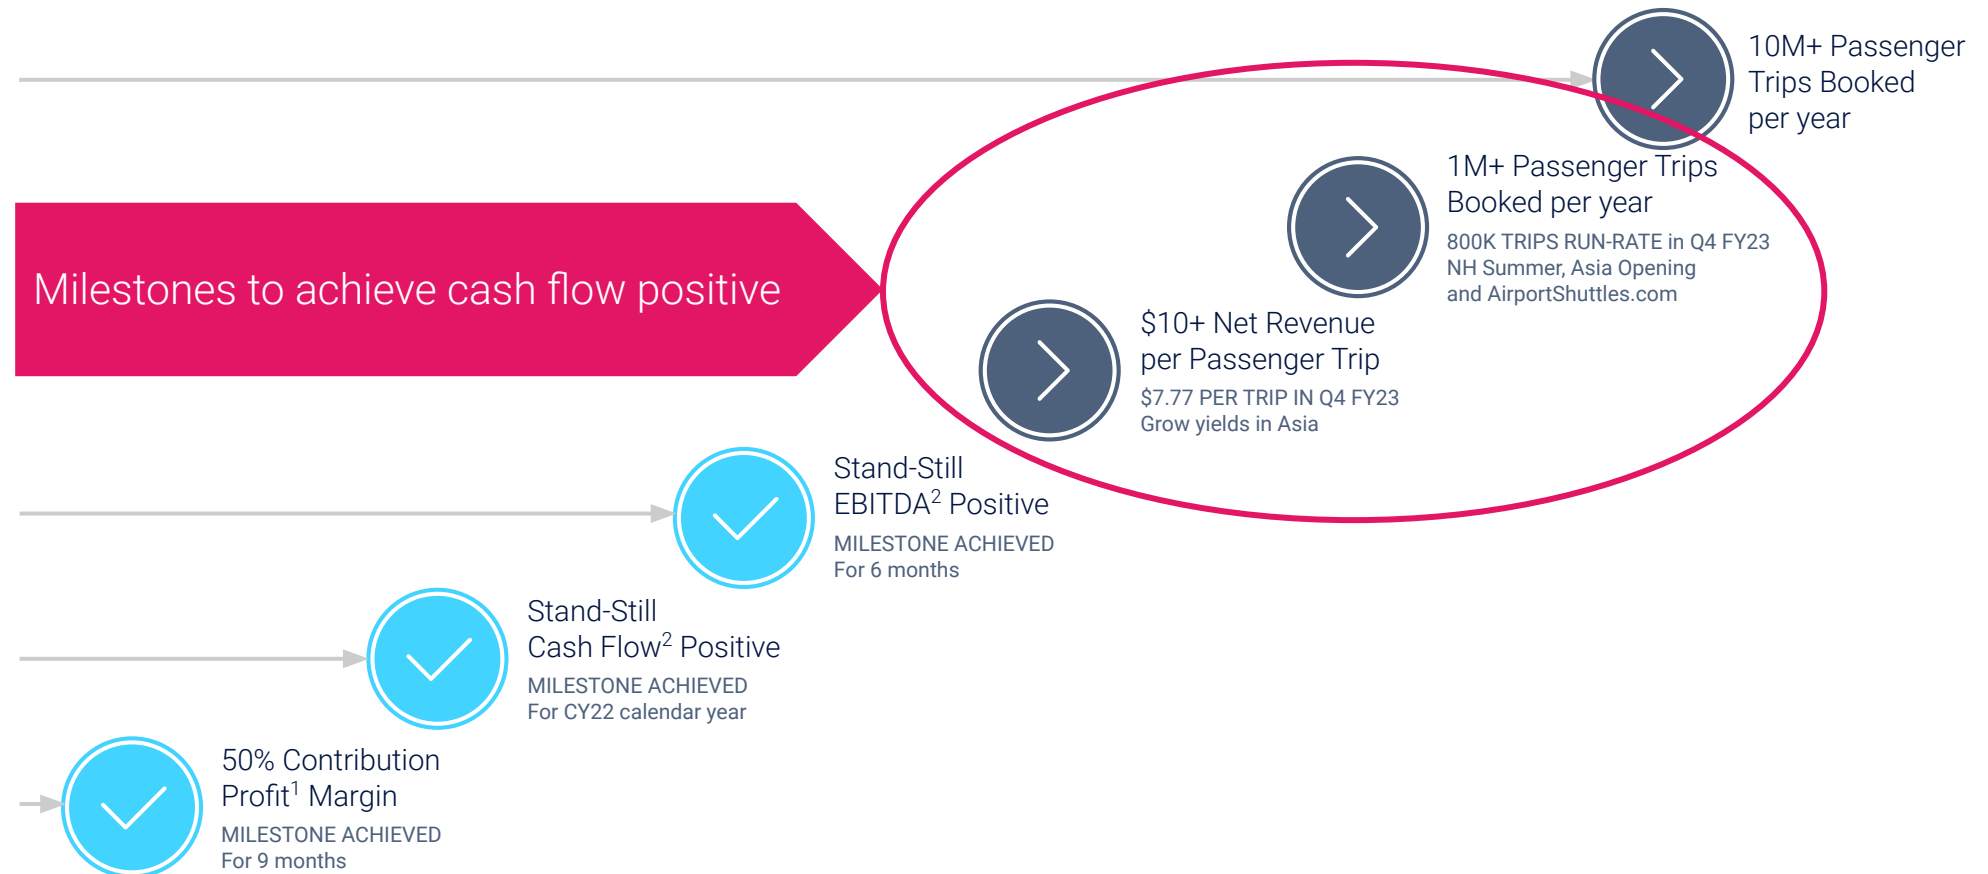 10M+ Passenger
Trips Booked
per year
1M+ Passenger Trips
Booked per year
800K TRIPS RUN-RATE in Q4 FY23
NH Summer, Asia Opening
and AirportShuttles.com
Milestones to achieve cash flow positive
$10+ Net Revenue
per Passenger Trip
$7.77 PER TRIP IN Q4 FY23
Grow yields in Asia
Stand-Still
EBITDA² Positive
MILESTONE ACHIEVED
For 6 months
Stand-Still
Cash Flow² Positive
MILESTONE ACHIEVED
For CY22 calendar year
50% Contribution
Profit¹ Margin
MILESTONE ACHIEVED
For 9 months